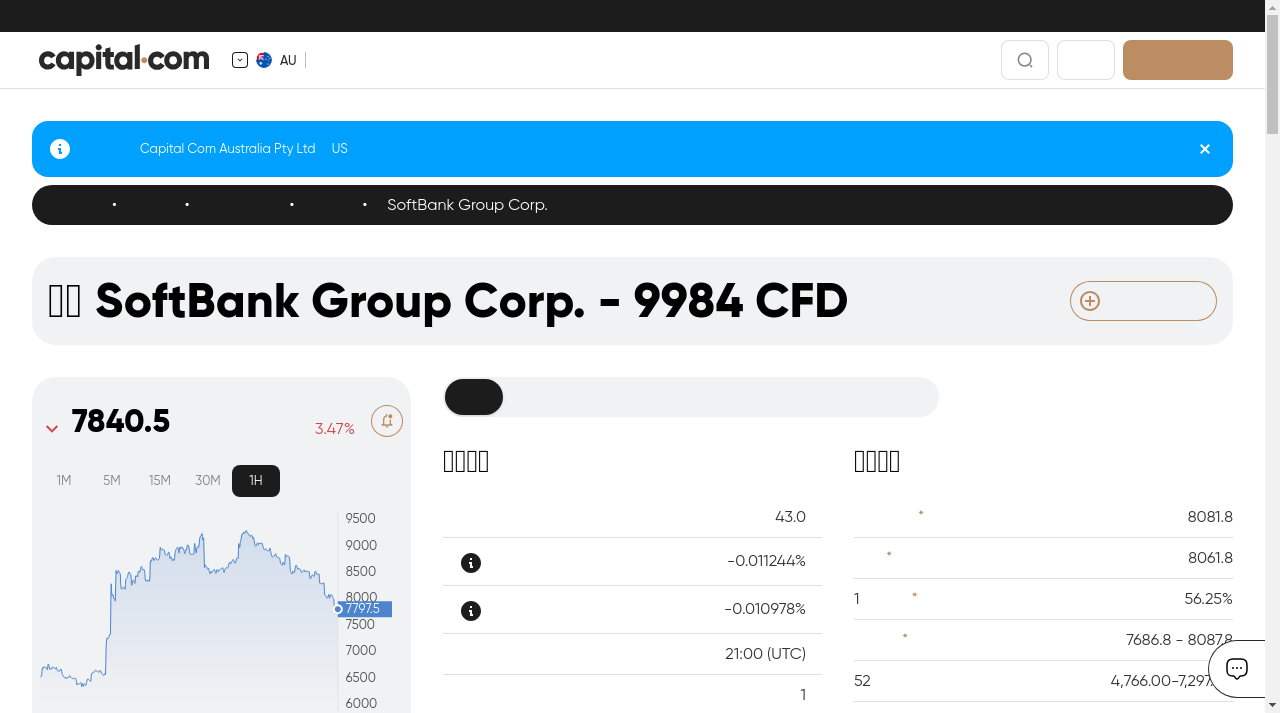 capital.com
AU
Capital Com Australia Pty Ltd US
SoftBank Group Corp.
SoftBank Group Corp. - 9984 CFD
7840.5
3.47%
1M 5M 15M 30M 1H
9500
9000
8500
8000
7797.5
7500
7000
6500
6000
43.0
-0.011244%
-0.010978%
21:00 (UTC)
1
* 8081.8
* 8061.8
1 * 56.25%
* 7686.8 - 8087.8
52 4,766.00-7,297.